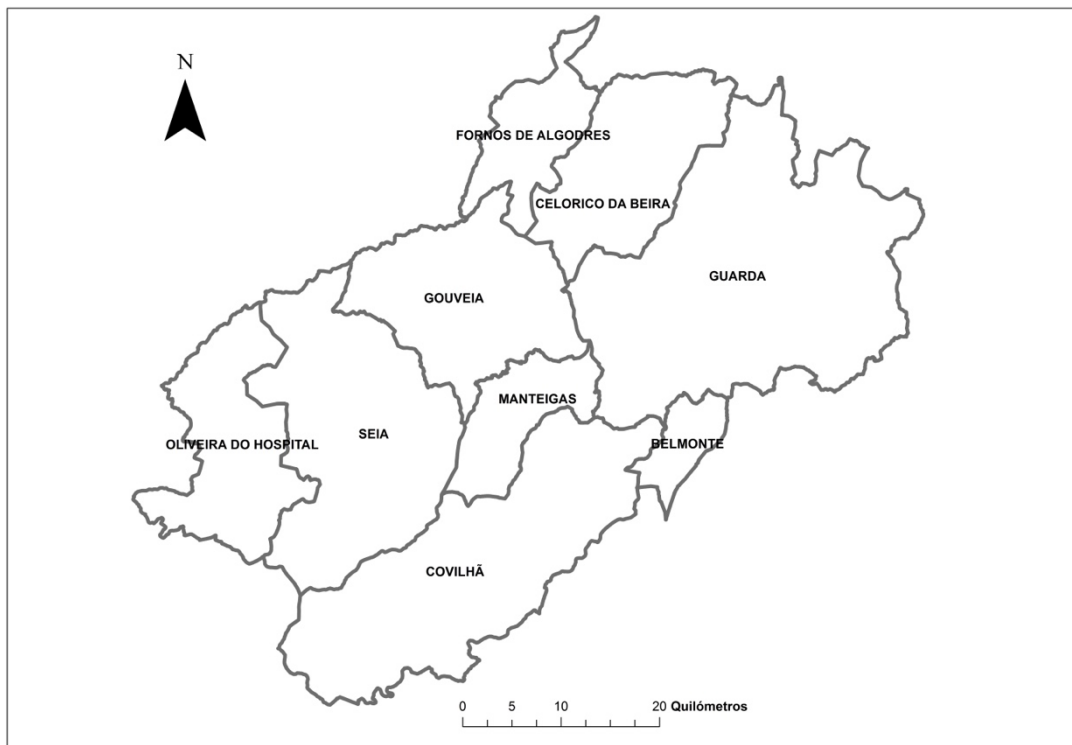 N
FORNOS DE ALGODRES
CELORICO DA BEIRA
GUARDA
GOUVEIA
MANTEIGAS
SEIA
OLIVEIRA DO HOSPITAL
BELMONTE
COVILHÃ
0 5 10 20 Quilómetros